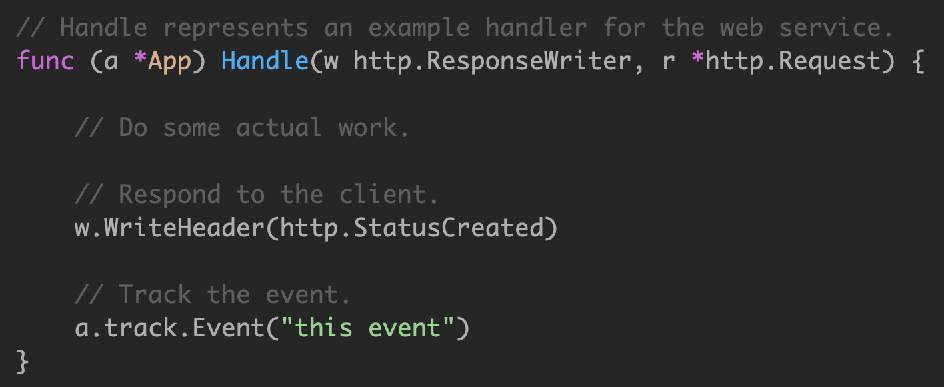 // Handle represents an example handler for the web service.
func (a *App) Handle(w http.ResponseWriter, r *http.Request) {
// Do some actual work.
// Respond to the client.
w.WriteHeader(http.StatusCreated)
// Track the event.
a.track.Event("this event")
}